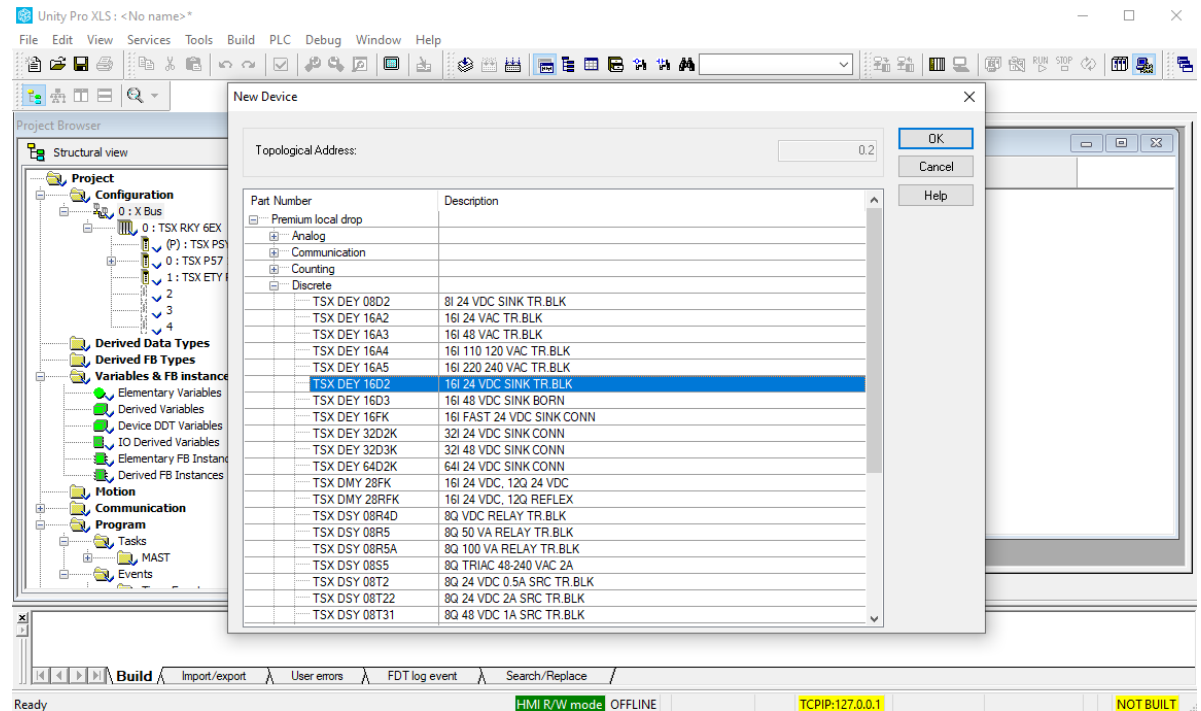 Unity Pro XLS : <No name>*
File Edit View Services Tools Build PLC Debug Window Help
RUN STOP
New Device
Project Browser
Structural view
Project
Configuration
0 : X Bus
0 : TSX RKY 6EX
(P) : TSX PSY
0 : TSX P57
1 : TSX ETY
2
3
4
Derived Data Types
Derived FB Types
Variables & FB instance
Elementary Variables
Derived Variables
Device DDT Variables
IO Derived Variables
Elementary FB Instanc
Derived FB Instances
Motion
Communication
Program
Tasks
MAST
Events
Topological Address: 0.2
OK
Cancel
Help
Part Number Description
Premium local drop
Analog
Communication
Counting
Discrete
TSX DEY 08D2 8I 24 VDC SINK TR.BLK
TSX DEY 16A2 16I 24 VAC TR.BLK
TSX DEY 16A3 16I 48 VAC TR.BLK
TSX DEY 16A4 16I 110 120 VAC TR.BLK
TSX DEY 16A5 16I 220 240 VAC TR.BLK
TSX DEY 16D2 16I 24 VDC SINK TR.BLK
TSX DEY 16D3 16I 48 VDC SINK BORN
TSX DEY 16FK 16I FAST 24 VDC SINK CONN
TSX DEY 32D2K 32I 24 VDC SINK CONN
TSX DEY 32D3K 32I 48 VDC SINK CONN
TSX DEY 64D2K 64I 24 VDC SINK CONN
TSX DMY 28FK 16I 24 VDC, 12Q 24 VDC
TSX DMY 28RFK 16I 24 VDC, 12Q REFLEX
TSX DSY 08R4D 8Q VDC RELAY TR.BLK
TSX DSY 08R5 8Q 50 VA RELAY TR.BLK
TSX DSY 08R5A 8Q 100 VA RELAY TR.BLK
TSX DSY 08S5 8Q TRIAC 48-240 VAC 2A
TSX DSY 08T2 8Q 24 VDC 0.5A SRC TR.BLK
TSX DSY 08T22 8Q 24 VDC 2A SRC TR.BLK
TSX DSY 08T31 8Q 48 VDC 1A SRC TR.BLK
Build Import/export User errors FDT log event Search/Replace
Ready HMI R/W mode OFFLINE TCPIP:127.0.0.1 NOT BUILT